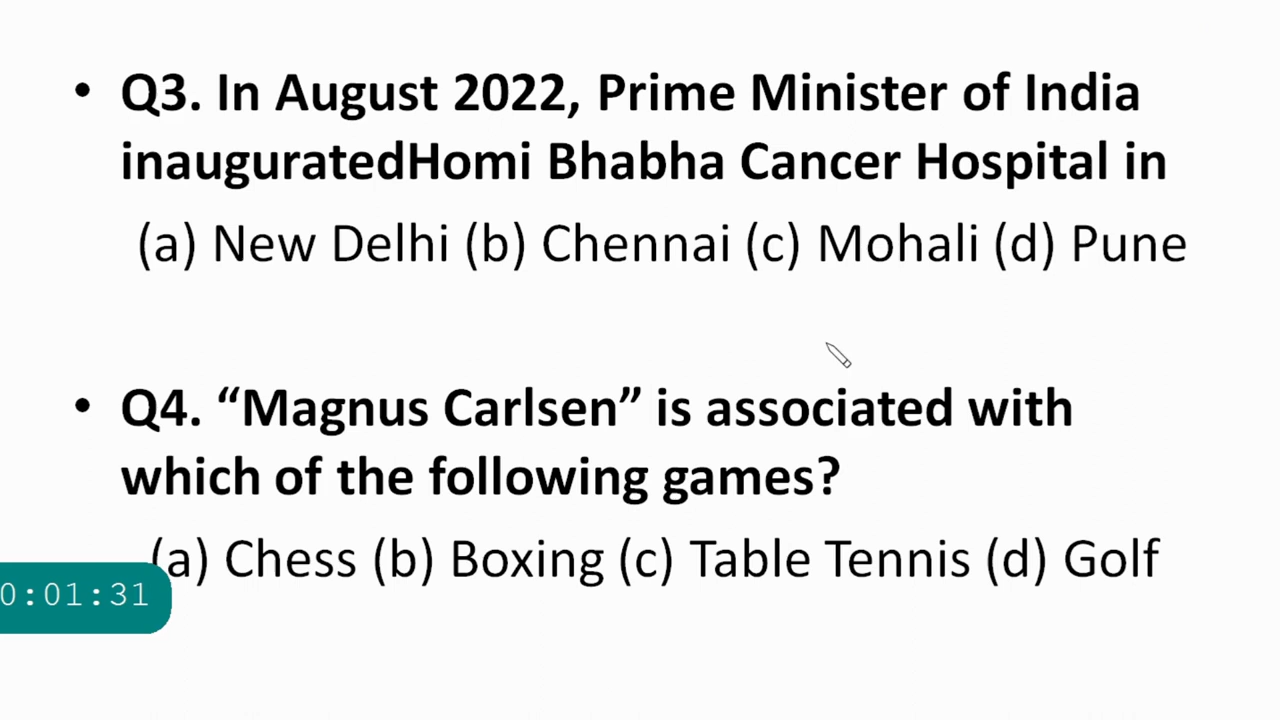 • Q3. In August 2022, Prime Minister of India
inauguratedHomi Bhabha Cancer Hospital in
(a) New Delhi (b) Chennai (c) Mohali (d) Pune
• Q4. “Magnus Carlsen” is associated with
which of the following games?
(a) Chess (b) Boxing (c) Table Tennis (d) Golf
0:01:31